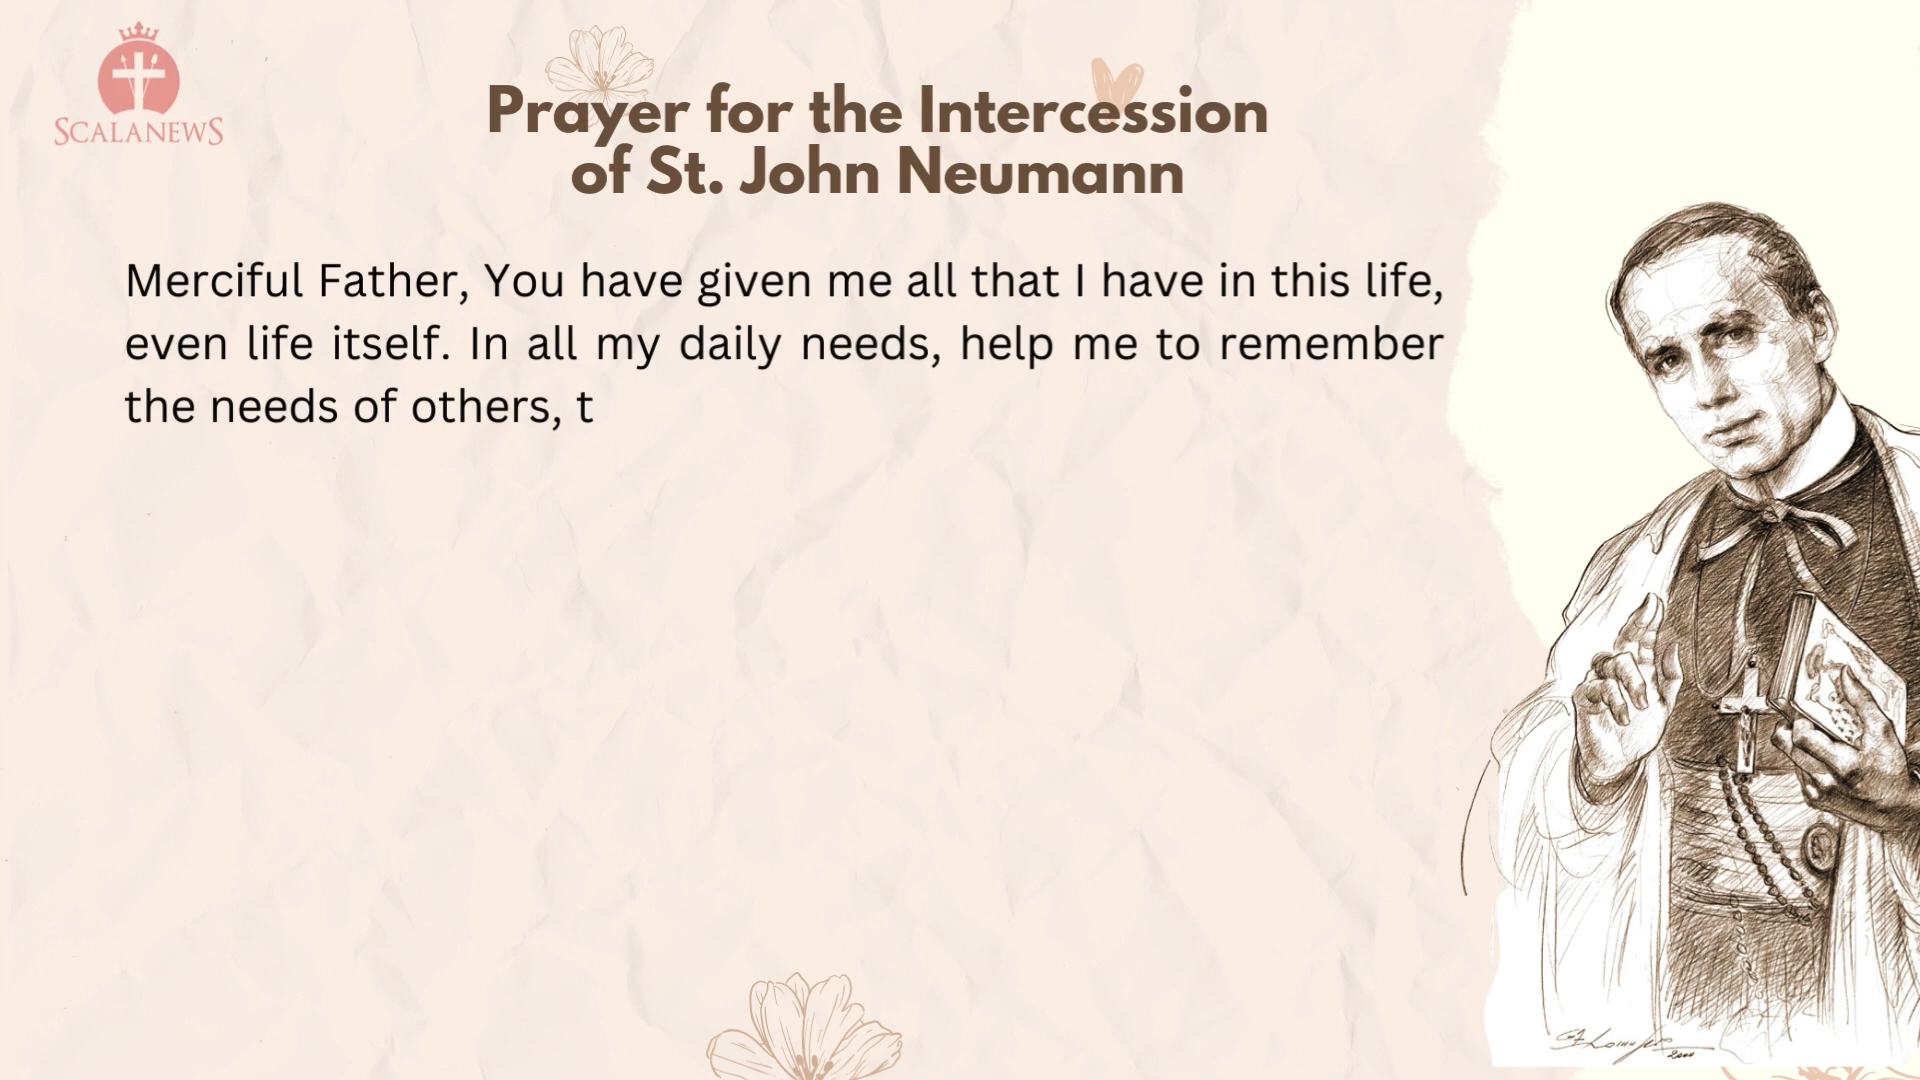 SCALANEWS
Prayer for the Intercession
of St. John Neumann
Merciful Father, You have given me all that I have in this life,
even life itself. In all my daily needs, help me to remember
the needs of others, t